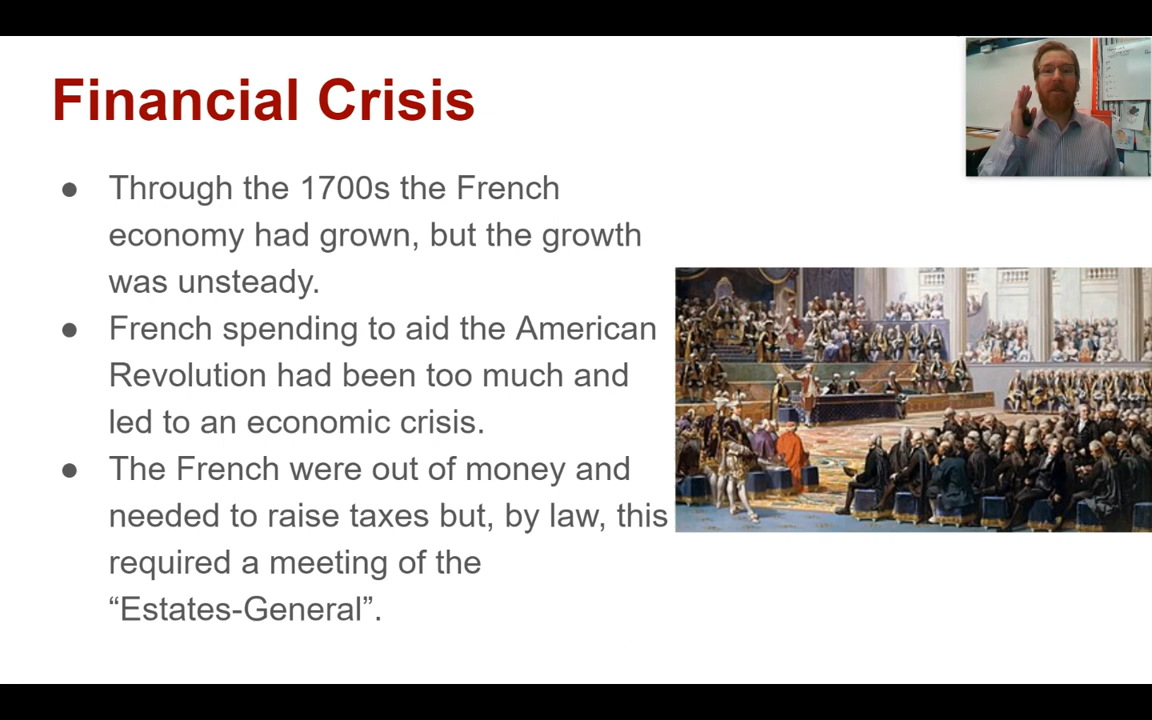 Financial Crisis
● Through the 1700s the French
economy had grown, but the growth
was unsteady.
● French spending to aid the American
Revolution had been too much and
led to an economic crisis.
● The French were out of money and
needed to raise taxes but, by law, this
required a meeting of the
“Estates-General”.